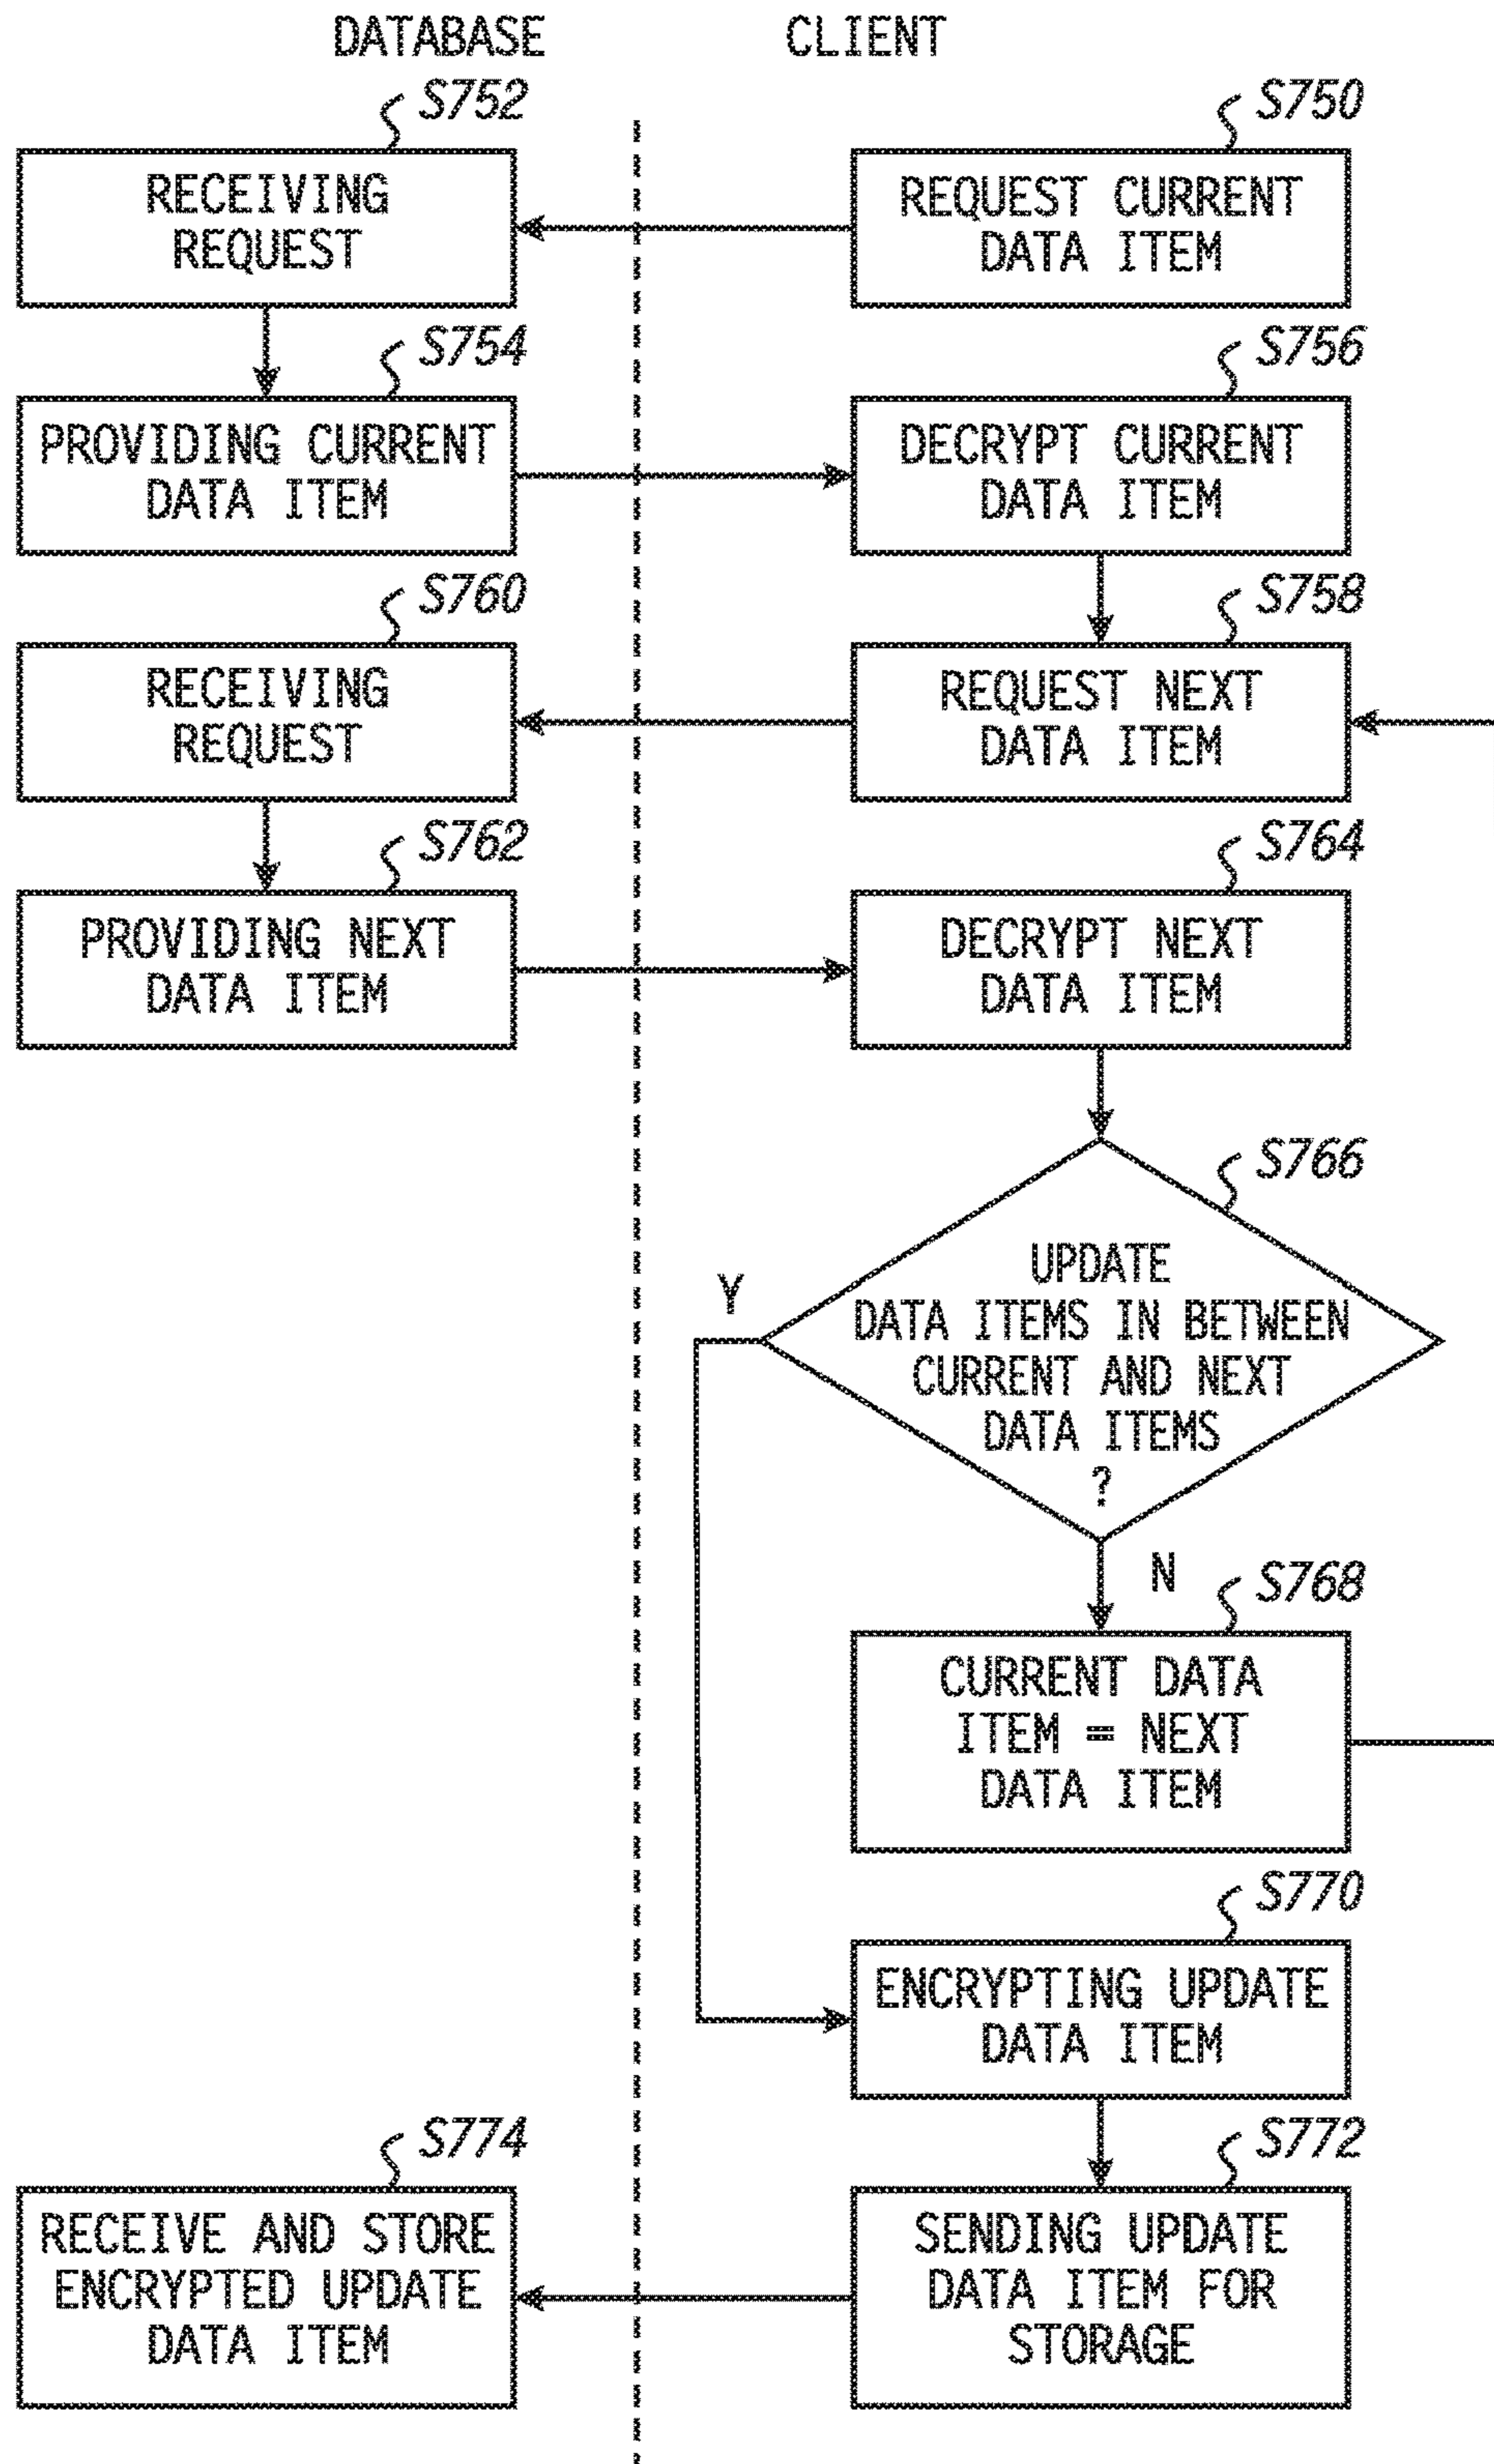 DATABASE
CLIENT
S752
S750
RECEIVING
REQUEST
REQUEST CURRENT
DATA ITEM
S754
S756
PROVIDING CURRENT
DATA ITEM
DECRYPT CURRENT
DATA ITEM
S760
S758
RECEIVING
REQUEST
REQUEST NEXT
DATA ITEM
S762
S764
PROVIDING NEXT
DATA ITEM
DECRYPT NEXT
DATA ITEM
S766
UPDATE
DATA ITEMS IN BETWEEN
CURRENT AND NEXT
DATA ITEMS
?
Y
N
S768
CURRENT DATA
ITEM = NEXT
DATA ITEM
S770
ENCRYPTING UPDATE
DATA ITEM
S774
S772
RECEIVE AND STORE
ENCRYPTED UPDATE
DATA ITEM
SENDING UPDATE
DATA ITEM FOR
STORAGE